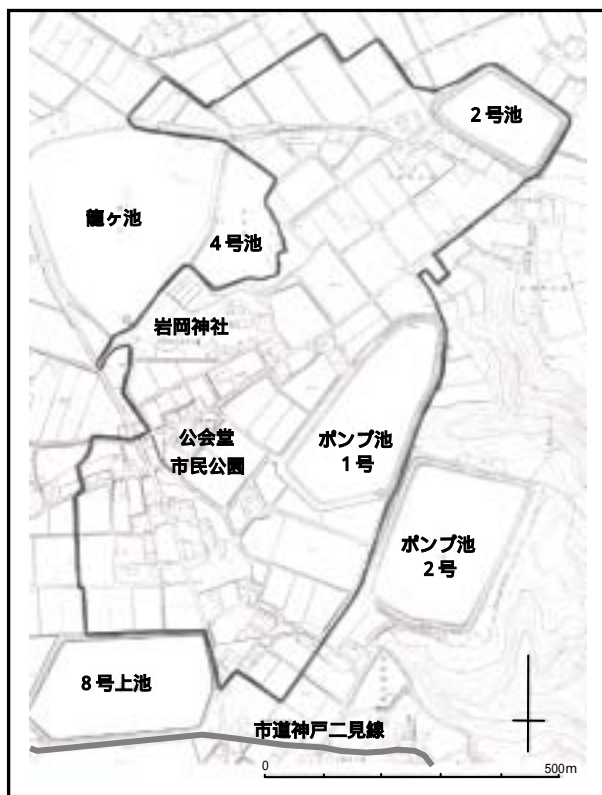 2号池
龍ヶ池
4号池
岩岡神社
公会堂
市民公園
ポンプ池
1号
ポンプ池
2号
8号上池
市道神戸二見線
0
500m